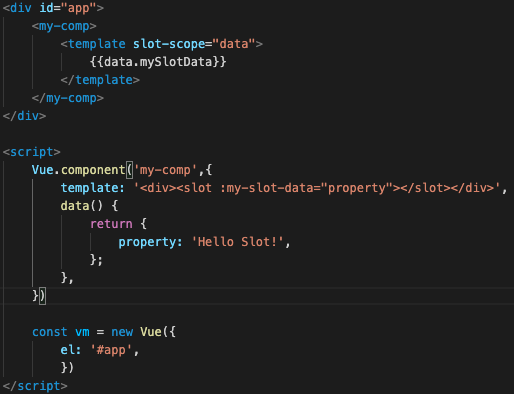 <div id="app">
    <my-comp>
        <template slot-scope="data">
            {{data.mySlotData}}
        </template>
    </my-comp>
</div>

<script>
    Vue.component('my-comp',{
        template: '<div><slot :my-slot-data="property"></slot></div>',
        data() {
            return {
                property: 'Hello Slot!',
            };
        },
    })

    const vm = new Vue({
        el: '#app',
        })
</script>